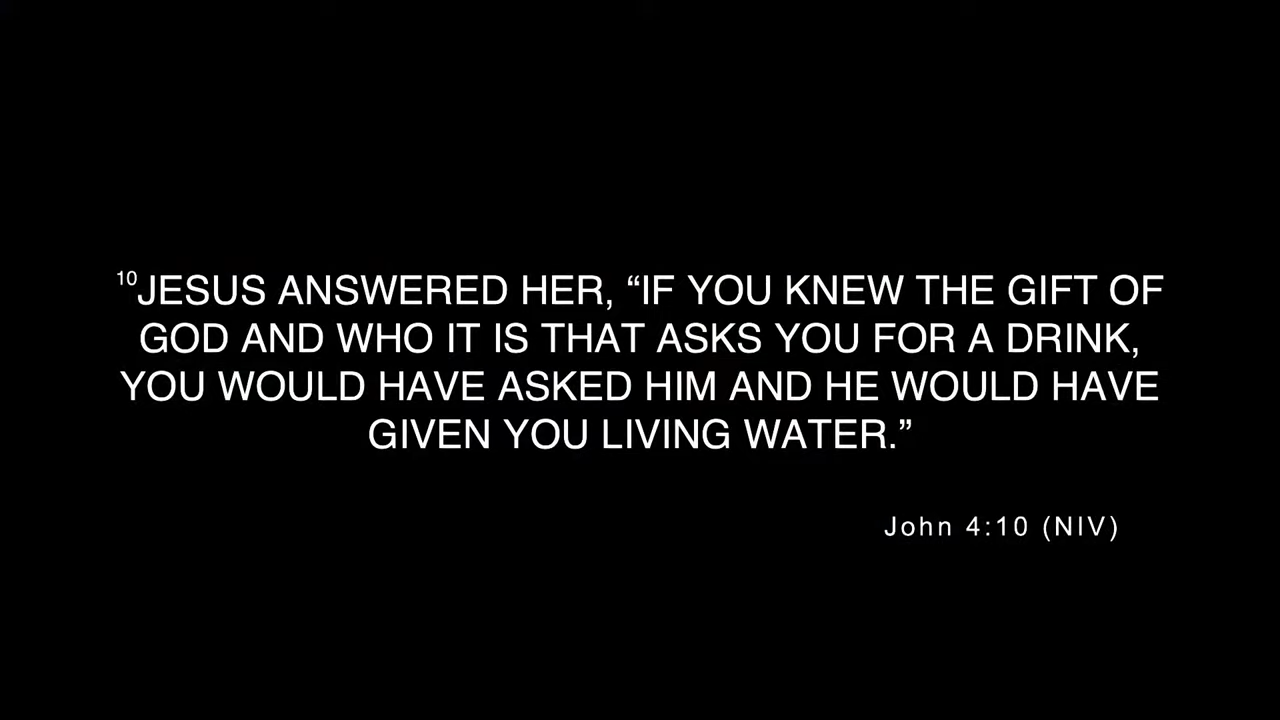 10JESUS ANSWERED HER, “IF YOU KNEW THE GIFT OF
GOD AND WHO IT IS THAT ASKS YOU FOR A DRINK,
YOU WOULD HAVE ASKED HIM AND HE WOULD HAVE
GIVEN YOU LIVING WATER.”
John 4:10 (NIV)